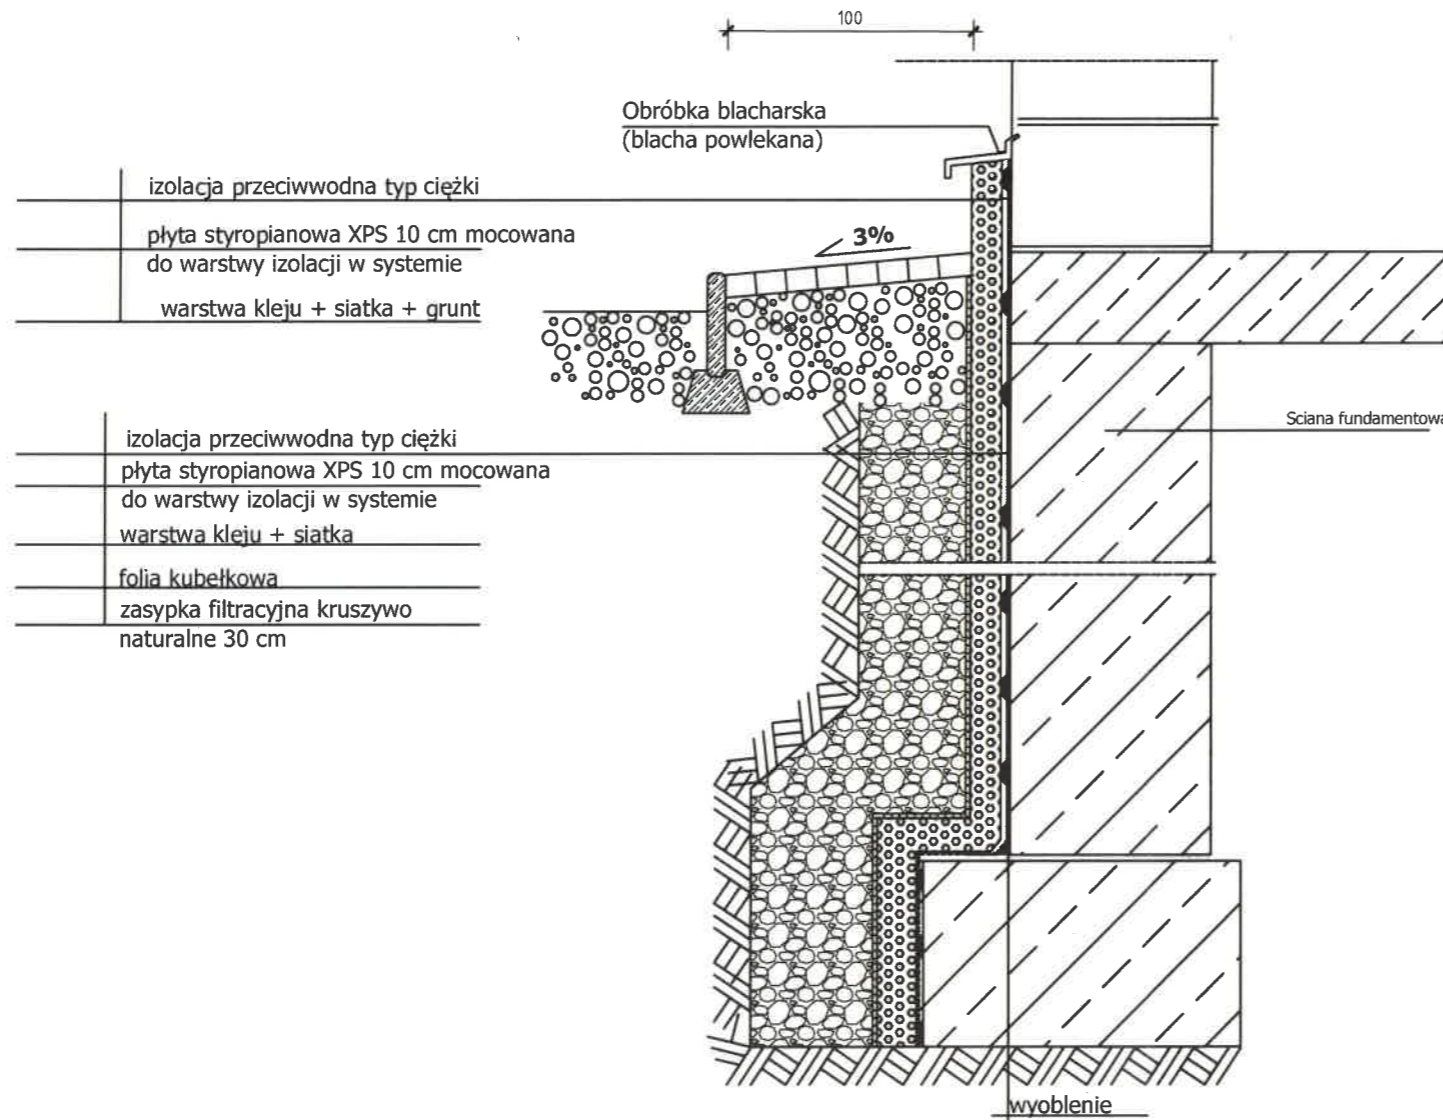 100
Obróbka blacharska
(blacha powlekana)
izolacja przeciwwodna typ ciężki
płyta styropianowa XPS 10 cm mocowana
do warstwy izolacji w systemie
warstwa kleju + siatka + grunt
3%
izolacja przeciwwodna typ ciężki
płyta styropianowa XPS 10 cm mocowana
do warstwy izolacji w systemie
warstwa kleju + siatka
folia kubełkowa
zasypka filtracyjna kruszywo
naturalne 30 cm
Sciana fundamentowa
wyoblenie